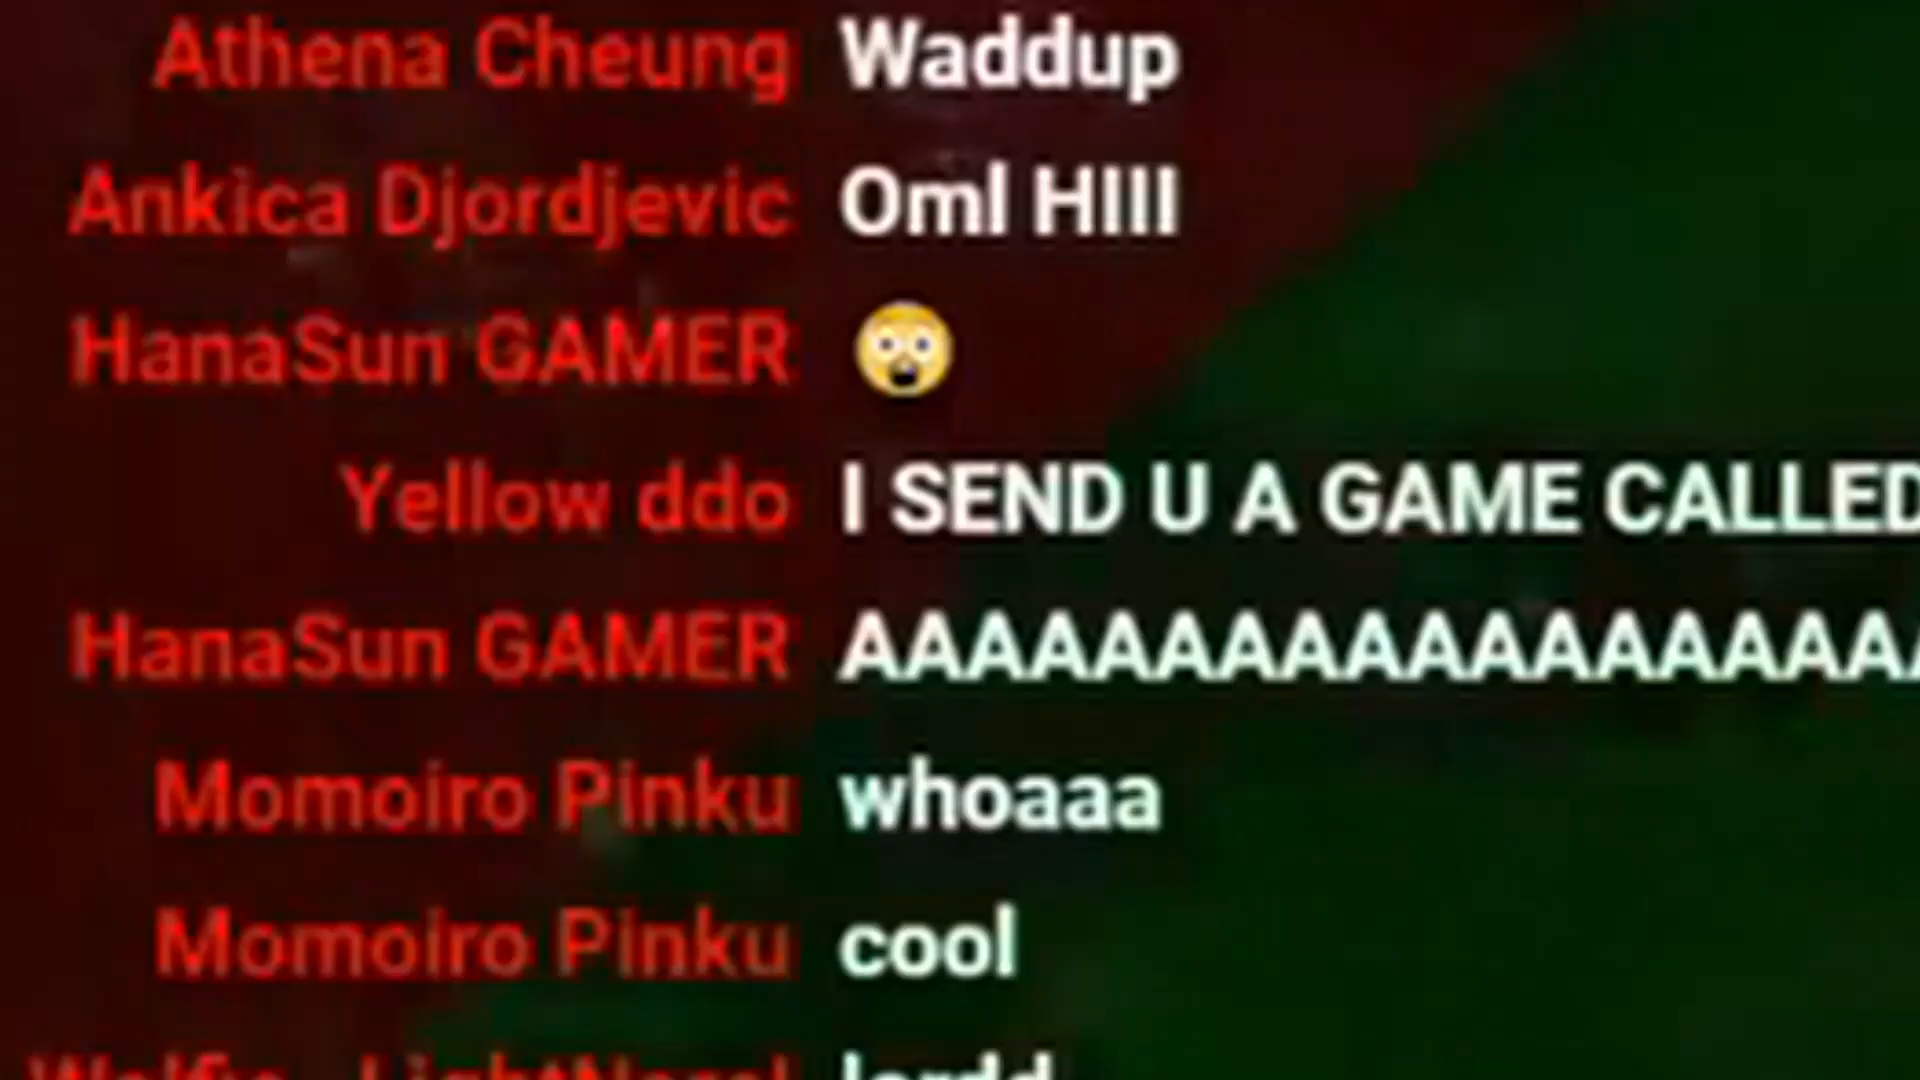 Athena Cheung Waddup
Ankica Djordjevic Oml HIII
HanaSun GAMER 😲
Yellow ddo I SEND U A GAME CALLED
HanaSun GAMER AAAAAAAAAAAAAAAAAA
Momoiro Pinku whoaaa
Momoiro Pinku cool